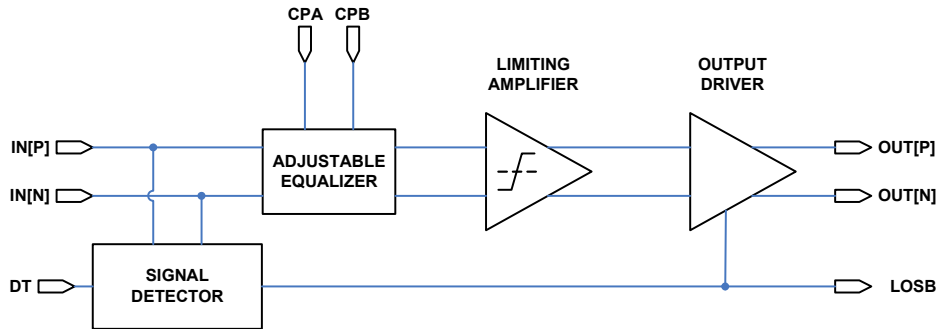 CPA CPB
LIMITING
AMPLIFIER
OUTPUT
DRIVER
IN[P]
ADJUSTABLE
EQUALIZER
OUT[P]
IN[N]
OUT[N]
DT
SIGNAL
DETECTOR
LOSB